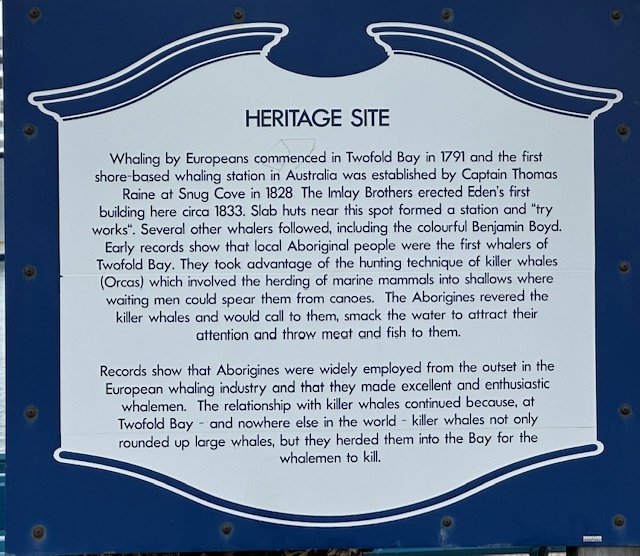 HERITAGE SITE
Whaling by Europeans commenced in Twofold Bay in 1791 and the first
shore-based whaling station in Australia was established by Captain Thomas
Raine at Snug Cove in 1828 The Imlay Brothers erected Eden's first
building here circa 1833. Slab huts near this spot formed a station and "try
works". Several other whalers followed, including the colourful Benjamin Boyd.
Early records show that local Aboriginal people were the first whalers of
Twofold Bay. They took advantage of the hunting technique of killer whales
(Orcas) which involved the herding of marine mammals into shallows where
waiting men could spear them from canoes. The Aborigines revered the
killer whales and would call to them, smack the water to attract their
attention and throw meat and fish to them.
Records show that Aborigines were widely employed from the outset in the
European whaling industry and that they made excellent and enthusiastic
whalemen. The relationship with killer whales continued because, at
Twofold Bay - and nowhere else in the world - killer whales not only
rounded up large whales, but they herded them into the Bay for the
whalemen to kill.